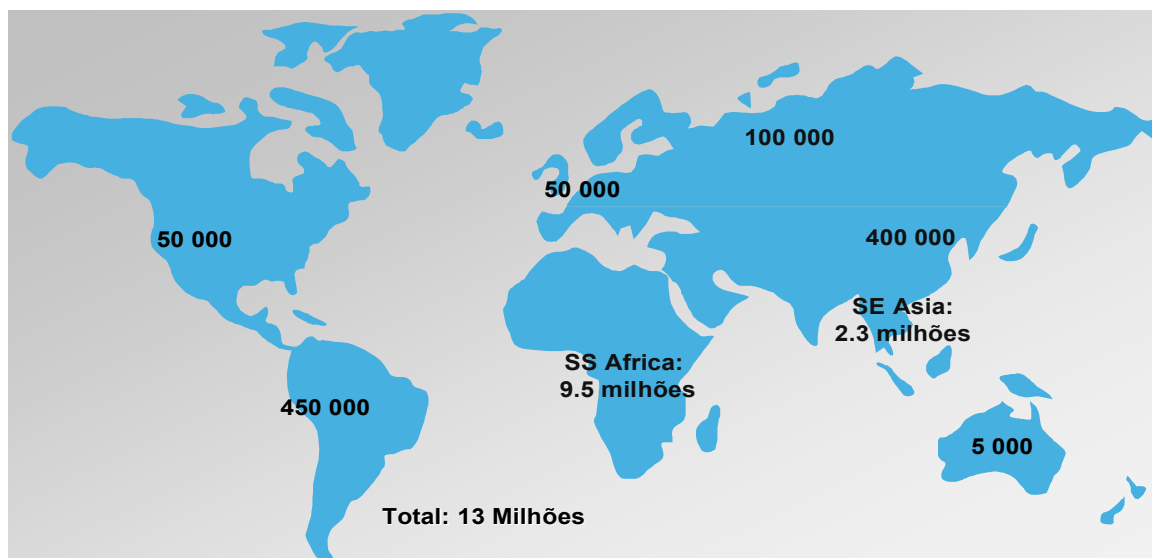 100 000
50 000
50 000
400 000
SE Asia:
2.3 milhões
SS Africa:
9.5 milhões
450 000
5 000
Total: 13 Milhões